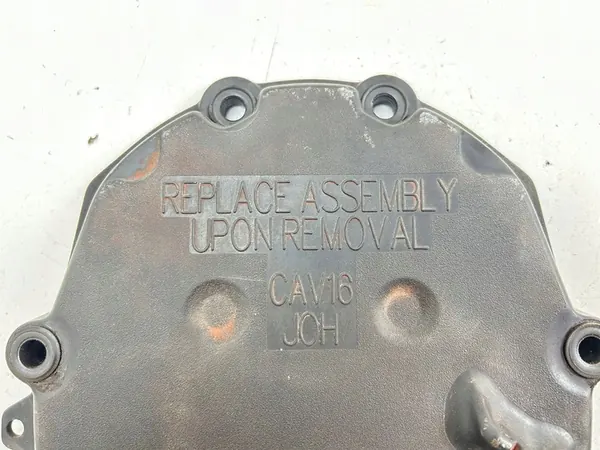 REPLACE ASSEMBLY
UPON REMOVAL
CAV16
JCH